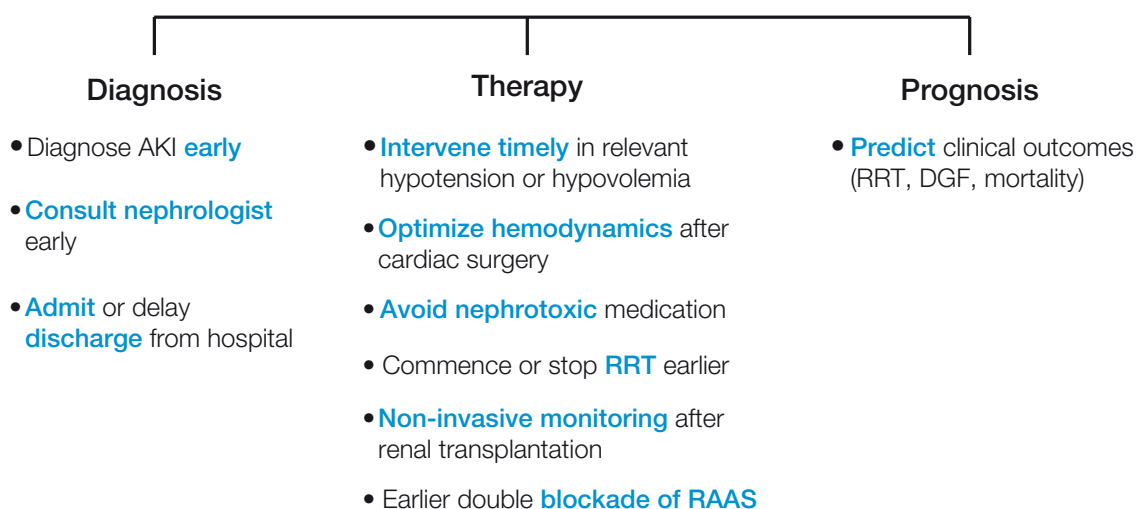 Diagnosis
• Diagnose AKI early
• Consult nephrologist
early
• Admit or delay
discharge from hospital
Therapy
• Intervene timely in relevant
hypotension or hypovolemia
• Optimize hemodynamics after
cardiac surgery
• Avoid nephrotoxic medication
• Commence or stop RRT earlier
• Non-invasive monitoring after
renal transplantation
• Earlier double blockade of RAAS
Prognosis
• Predict clinical outcomes
(RRT, DGF, mortality)